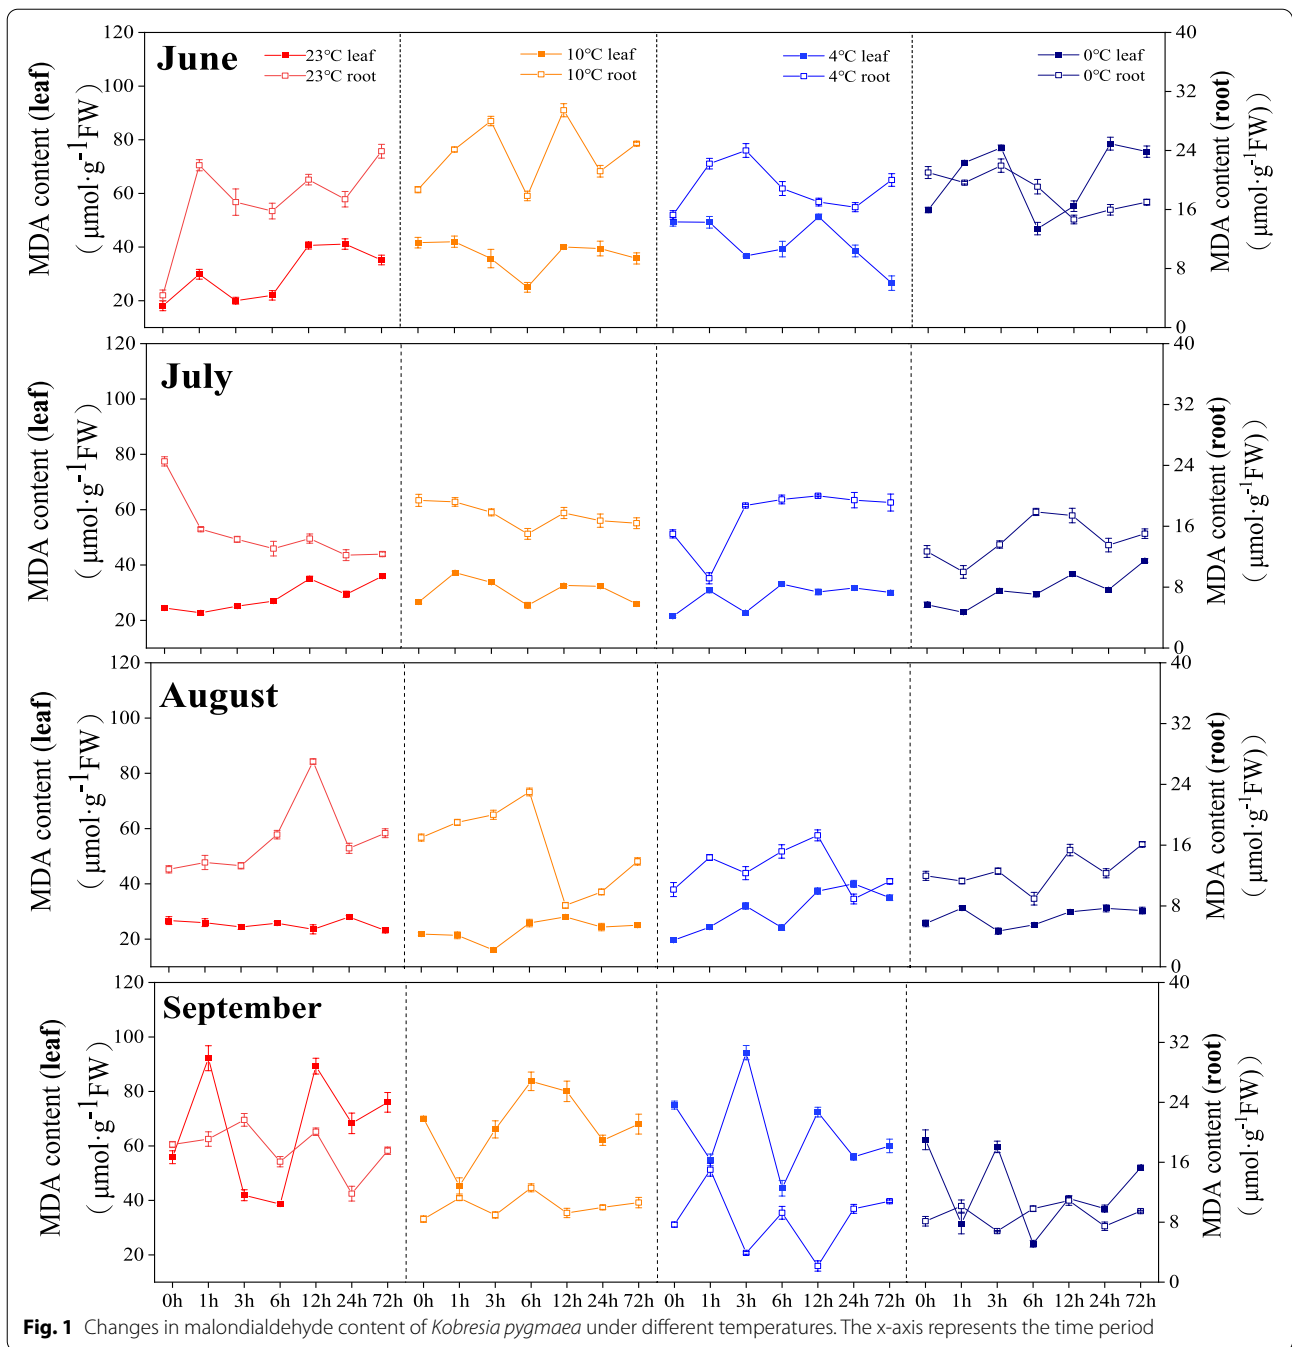 June
23°C leaf
23°C root
10°C leaf
10°C root
4°C leaf
4°C root
0°C leaf
0°C root
MDA content (leaf)
(μmol·g⁻¹FW)
120
100
80
60
40
20
MDA content (root)
(μmol·g⁻¹FW))
40
32
24
16
8
0
July
MDA content (leaf)
(μmol·g⁻¹FW)
120
100
80
60
40
20
MDA content (root)
(μmol·g⁻¹FW))
40
32
24
16
8
0
August
MDA content (leaf)
(μmol·g⁻¹FW)
120
100
80
60
40
20
MDA content (root)
(μmol·g⁻¹FW))
40
32
24
16
8
0
September
MDA content (leaf)
(μmol·g⁻¹FW)
120
100
80
60
40
20
MDA content (root)
(μmol·g⁻¹FW))
40
32
24
16
8
0
0h 1h 3h 6h 12h 24h 72h 0h 1h 3h 6h 12h 24h 72h 0h 1h 3h 6h 12h 24h 72h 0h 1h 3h 6h 12h 24h 72h
Fig. 1 Changes in malondialdehyde content of Kobresia pygmaea under different temperatures. The x-axis represents the time period